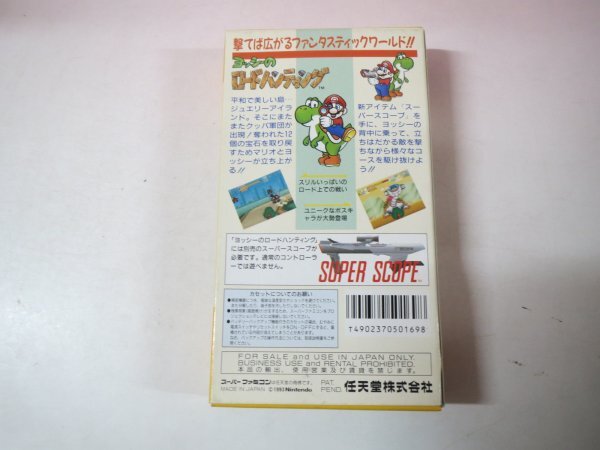 撃てば広がるファンタスティックワールド!!
ヨッシーの
ロードハンティング
TM
平和で美しい島…
ジュエリーアイラ
ンド。そこにまた
またクッパ軍団が
出現!奪われた12
個の宝石を取り戻
すためマリオとヨ
ッシーが立ち上が
る!!
新アイテム「スー
パースコープ」を
手に、ヨッシーの
背中に乗って、立
ちはだかる敵を撃
ちながら様々なコ
ースを駆け抜けよ
う!!
スリルいっぱいの
ロード上での戦い
ユニークなボスキ
ャラが大勢登場
「ヨッシーのロードハンティング」
には別売のスーパースコープが
必着です。通常のコントローラ
ーでは遊べません。
SUPER SCOPE
カセットについてのお願い
T4902370501698
FOR SALE and USE IN JAPAN ONLY.
BUSINESS USE and RENTAL PROHIBITED.
本品の輸出、使用営業及び賃貸を禁じます。
スーパーファミコンは任天堂の商標です。
MADE IN JAPAN ©1993 Nintendo
PAT.
PEND.
任天堂株式会社